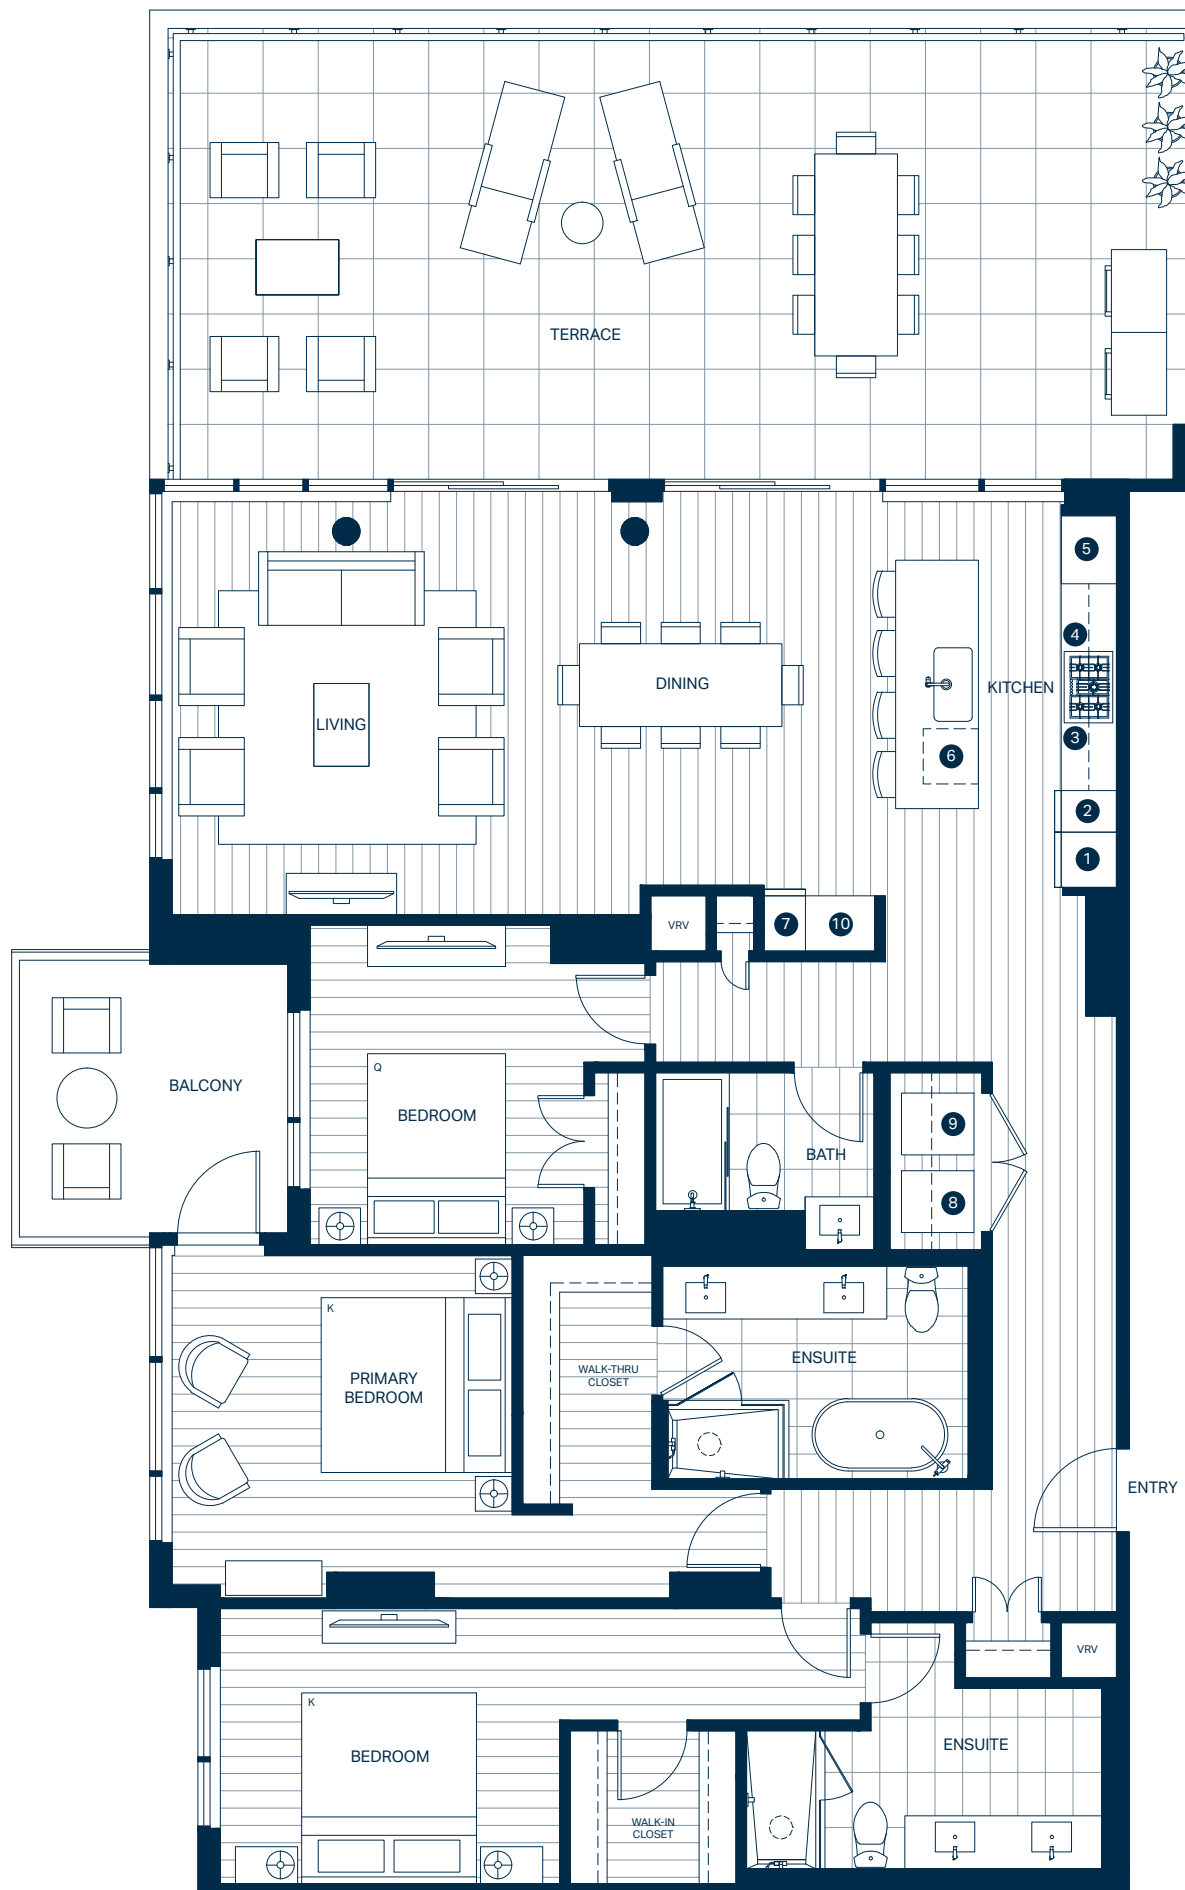 TERRACE
5
4
KITCHEN
DINING
LIVING
3
6
2
1
VRV
7
10
BALCONY
Q
BEDROOM
9
BATH
8
K
PRIMARY
BEDROOM
WALK-THRU
CLOSET
ENSUITE
ENTRY
VRV
K
BEDROOM
ENSUITE
WALK-IN
CLOSET